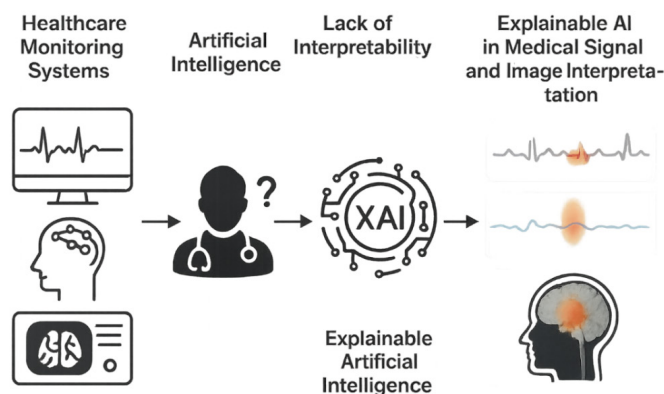 Healthcare
Monitoring
Systems
Artificial
Intelligence
Lack of
Interpretability
Explainable AI
in Medical Signal
and Image Interpreta-
tation
?
XAI
Explainable
Artificial
Intelligence